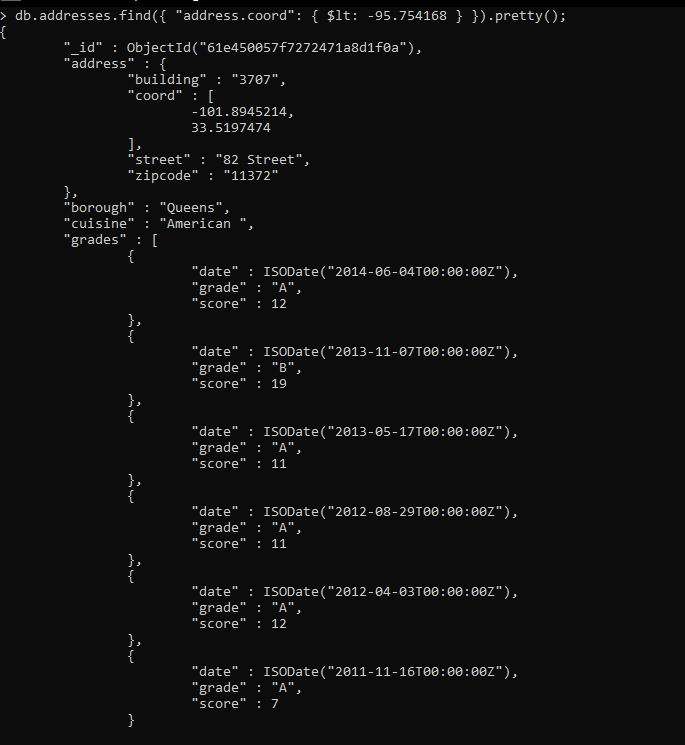 > db.addresses.find({ "address.coord": { $lt: -95.754168 } }).pretty();
{
        "_id" : ObjectId("61e450057f7272471a8d1f0a"),
        "address" : {
                "building" : "3707",
                "coord" : [
                        -101.8945214,
                        33.5197474
                ],
                "street" : "82 Street",
                "zipcode" : "11372"
        },
        "borough" : "Queens",
        "cuisine" : "American ",
        "grades" : [
                {
                        "date" : ISODate("2014-06-04T00:00:00Z"),
                        "grade" : "A",
                        "score" : 12
                },
                {
                        "date" : ISODate("2013-11-07T00:00:00Z"),
                        "grade" : "B",
                        "score" : 19
                },
                {
                        "date" : ISODate("2013-05-17T00:00:00Z"),
                        "grade" : "A",
                        "score" : 11
                },
                {
                        "date" : ISODate("2012-08-29T00:00:00Z"),
                        "grade" : "A",
                        "score" : 11
                },
                {
                        "date" : ISODate("2012-04-03T00:00:00Z"),
                        "grade" : "A",
                        "score" : 12
                },
                {
                        "date" : ISODate("2011-11-16T00:00:00Z"),
                        "grade" : "A",
                        "score" : 7
                }